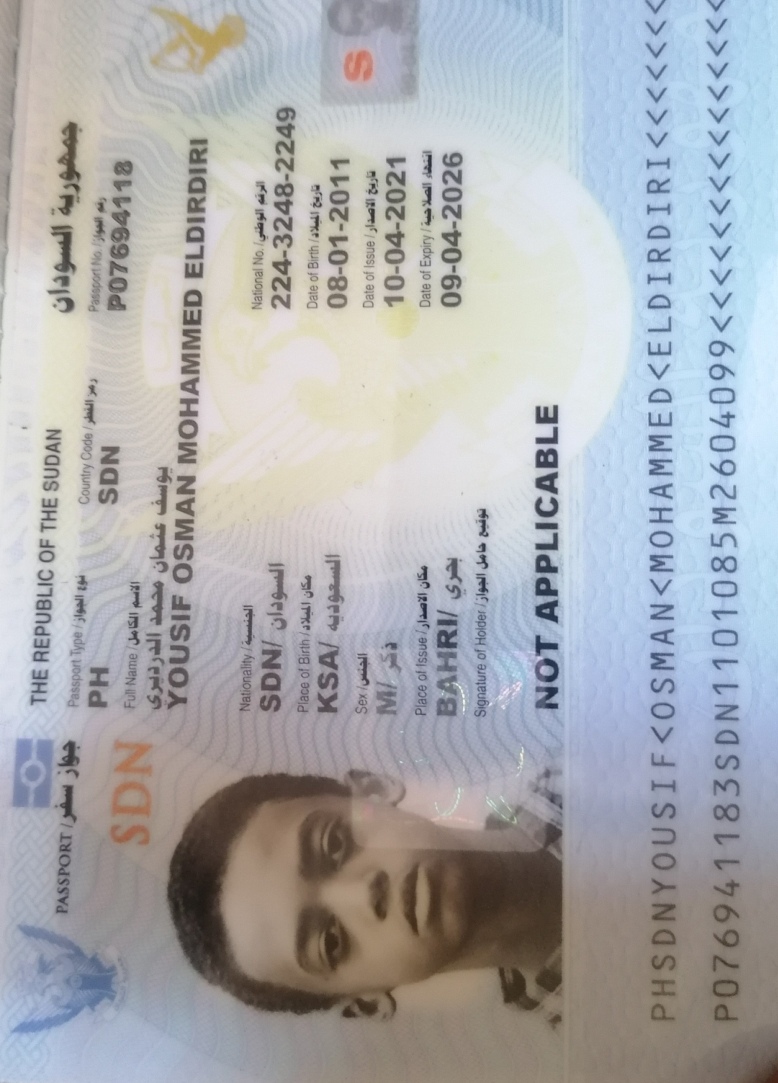 PASSPORT / جواز سفر
THE REPUBLIC OF THE SUDAN
جمهورية السودان
Passport Type / نوع الجواز
Country Code / رمز القطر
Passport No. / رقم الجواز
PH
SDN
P07694118
SDN
Full Name / الاسم الكامل
يوسف عثمان محمد الدرديري
YOUSIF OSMAN MOHAMMED ELDIRDIRI
Nationality / الجنسية
National No. / الرقم الوطني
SDN/ السودان
224-3248-2249
Place of Birth / مكان الميلاد
Date of Birth / تاريخ الميلاد
KSA/ السعودية
08-01-2011
Sex / الجنس
Date of Issue / تاريخ الاصدار
M/ ذكر
10-04-2021
Place of Issue / مكان الاصدار
Date of Expiry / انتهاء الصلاحية
BAHRI/ بحري
09-04-2026
Signature of Holder / توقيع حامل الجواز
NOT APPLICABLE
S
PHSDNYOUSIF<OSMAN<MOHAMMED<ELDIRDIRI<<<<<<<
P076941183SDN1101085M2604099<<<<<<<<<<<<<<